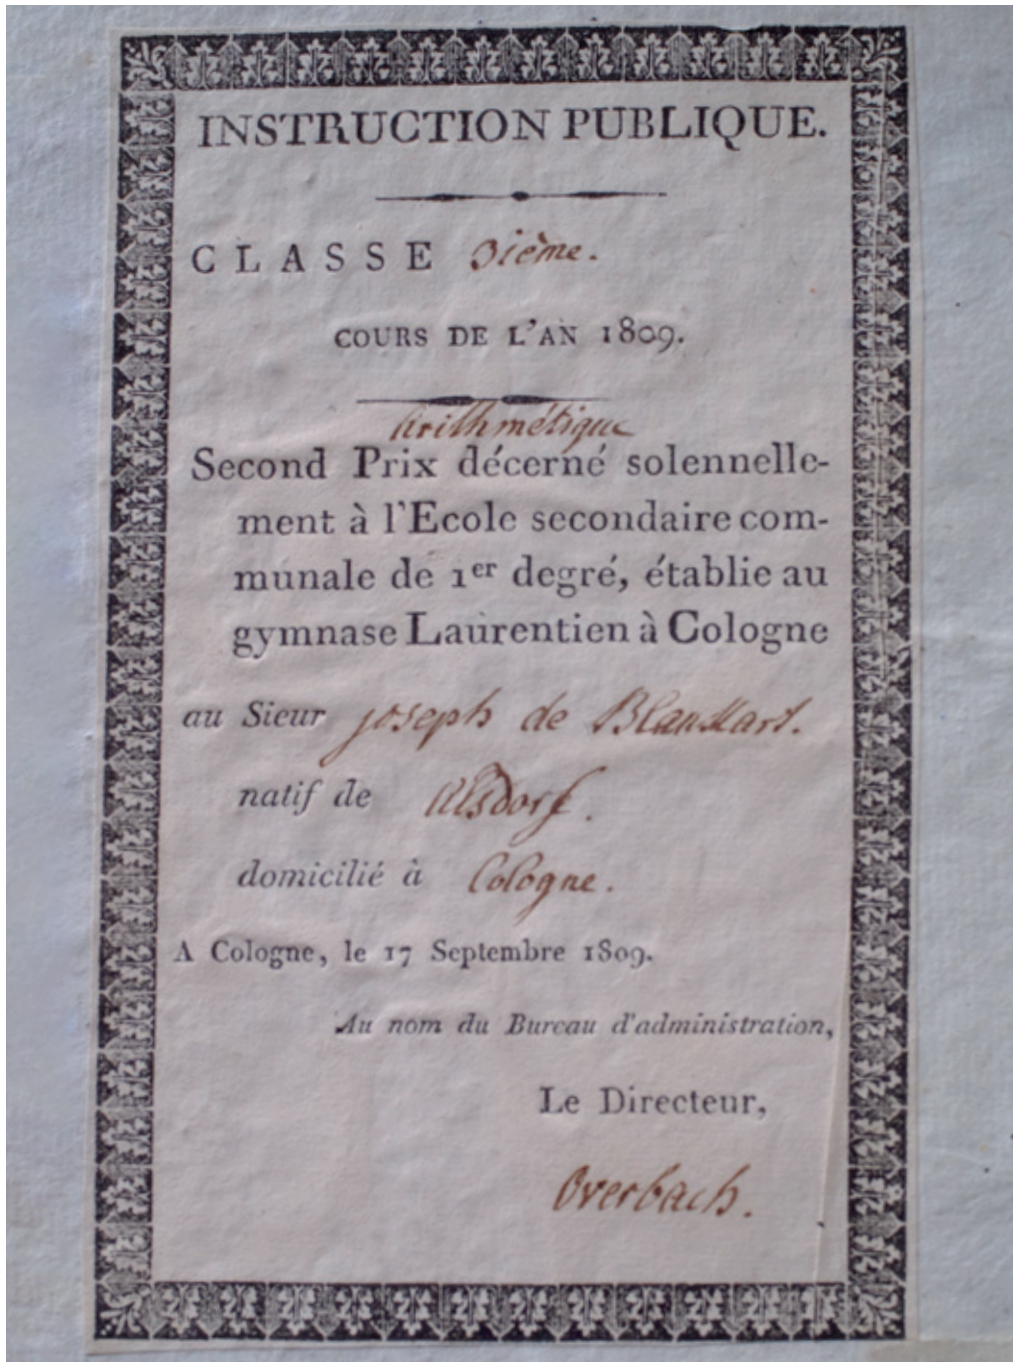 INSTRUCTION PUBLIQUE.
CLASSE 3ième.
COURS DE L'AN 1809.
Arithmétique
Second Prix décerné solennelle-
ment à l'Ecole secondaire com-
munale de 1er degré, établie au
gymnase Laurentien à Cologne
au Sieur joseph de Blanckart.
natif de Alsdorf.
domicilié à Cologne.
A Cologne, le 17 Septembre 1809.
Au nom du Bureau d'administration,
Le Directeur,
Overbach.